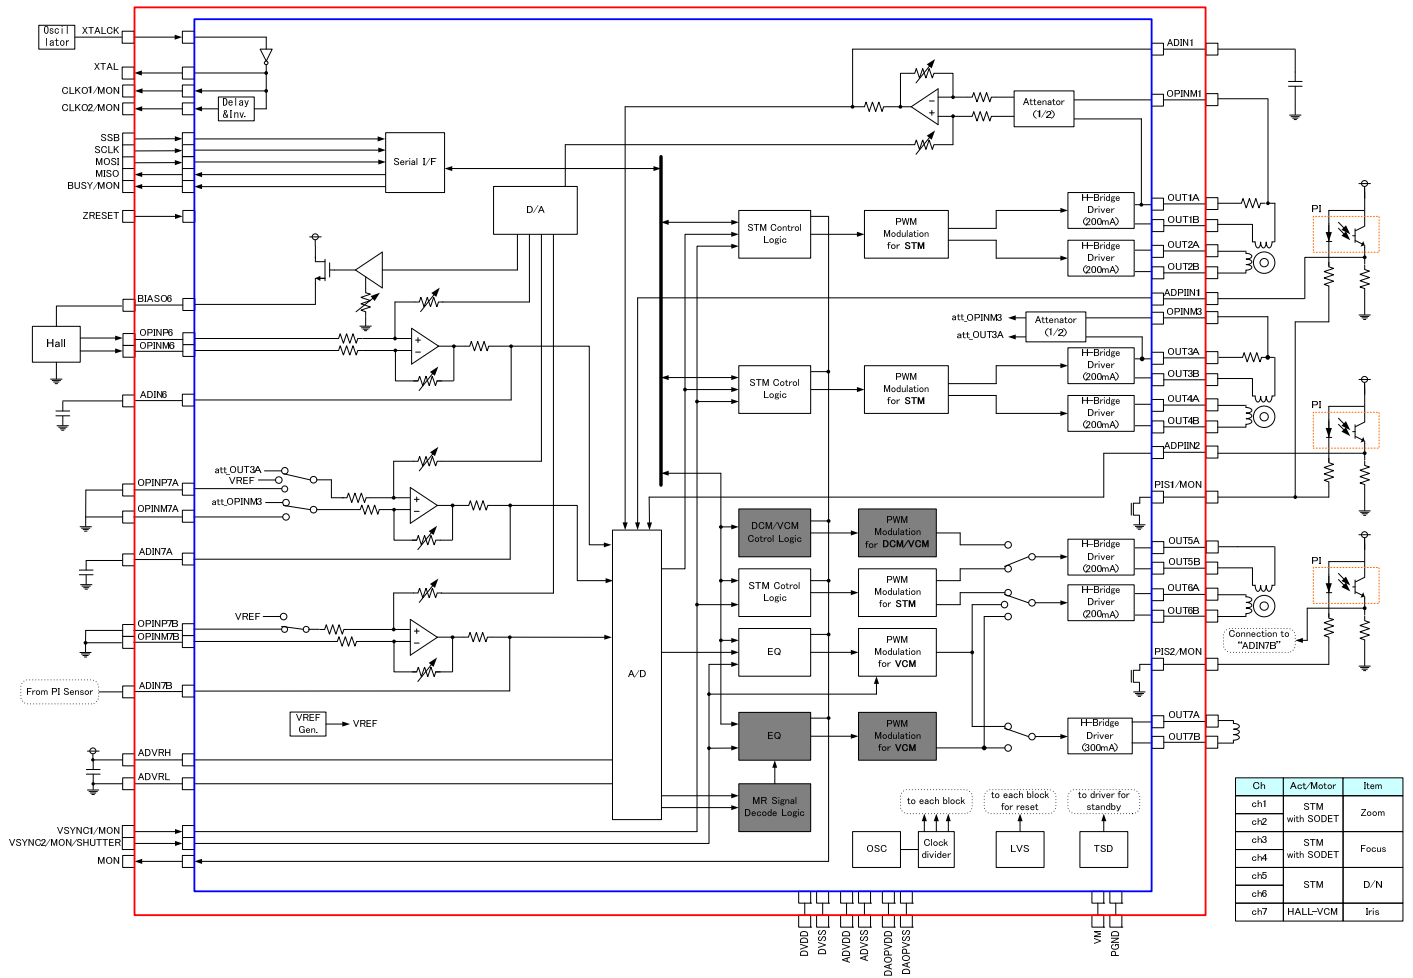 Oscil
lator
XTALCK
XTAL
CLKO1/MON
CLKO2/MON
Delay
&Inv.
SSB
SCLK
MOSI
MISO
BUSY/MON
ZRESET
Serial I/F
D/A
BIASO6
Hall
OPINP6
OPINM6
ADIN6
att_OUT3A
VREF
OPINP7A
att_OPINM3
OPINM7A
ADIN7A
VREF
OPINP7B
OPINM7B
From PI Sensor
ADIN7B
VREF
Gen.
VREF
ADVRH
ADVRL
VSYNC1/MON
VSYNC2/MON/SHUTTER
MON
A/D
Attenator
(1/2)
STM Control
Logic
PWM
Modulation
for STM
H-Bridge
Driver
(200mA)
H-Bridge
Driver
(200mA)
att_OPINM3
att_OUT3A
Attenator
(1/2)
STM Cotrol
Logic
PWM
Modulation
for STM
H-Bridge
Driver
(200mA)
H-Bridge
Driver
(200mA)
DCM/VCM
Cotrol Logic
PWM
Modulation
for DCM/VCM
STM Cotrol
Logic
PWM
Modulation
for STM
EQ
PWM
Modulation
for VCM
EQ
PWM
Modulation
for VCM
MR Signal
Decode Logic
H-Bridge
Driver
(200mA)
H-Bridge
Driver
(200mA)
H-Bridge
Driver
(300mA)
to each block
to each block
for reset
to driver for
standby
OSC
Clock
divider
LVS
TSD
ADIN1
OPINM1
OUT1A
OUT1B
OUT2A
OUT2B
ADPIIN1
OPINM3
OUT3A
OUT3B
OUT4A
OUT4B
ADPIIN2
PIS1/MON
OUT5A
OUT5B
OUT6A
OUT6B
PIS2/MON
OUT7A
OUT7B
PI
PI
PI
Connection to
"ADIN7B"
DVDD
DVSS
ADVDD
ADVSS
DAOPVDD
DAOPVSS
VM
PGND
Ch Act/Motor Item
ch1
ch2
STM
with SODET
Zoom
ch3
ch4
STM
with SODET
Focus
ch5
ch6
STM
D/N
ch7 HALL-VCM Iris